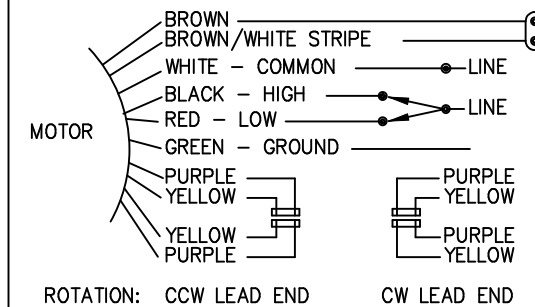 BROWN
BROWN/WHITE STRIPE
WHITE – COMMON LINE
BLACK – HIGH
LINE
RED – LOW
MOTOR
GREEN – GROUND
PURPLE PURPLE
YELLOW YELLOW
YELLOW PURPLE
PURPLE YELLOW
ROTATION: CCW LEAD END CW LEAD END